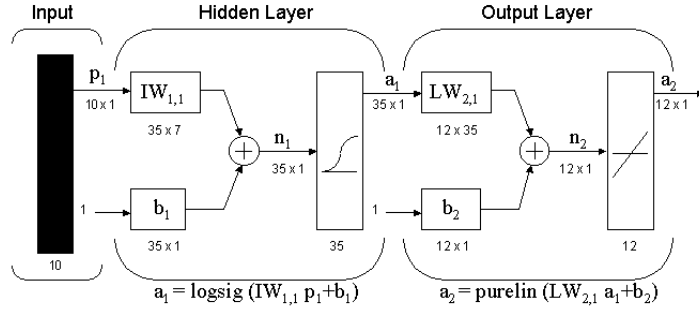 Input
Hidden Layer
Output Layer
p1
10 x 1
IW1,1
35 x 7
n1
35 x 1
a1
35 x 1
LW2,1
12 x 35
n2
12 x 1
a2
12 x 1
1
b1
35 x 1
35
1
b2
12 x 1
12
10
a1 = logsig (IW1,1 p1+b1)
a2 = purelin (LW2,1 a1+b2)